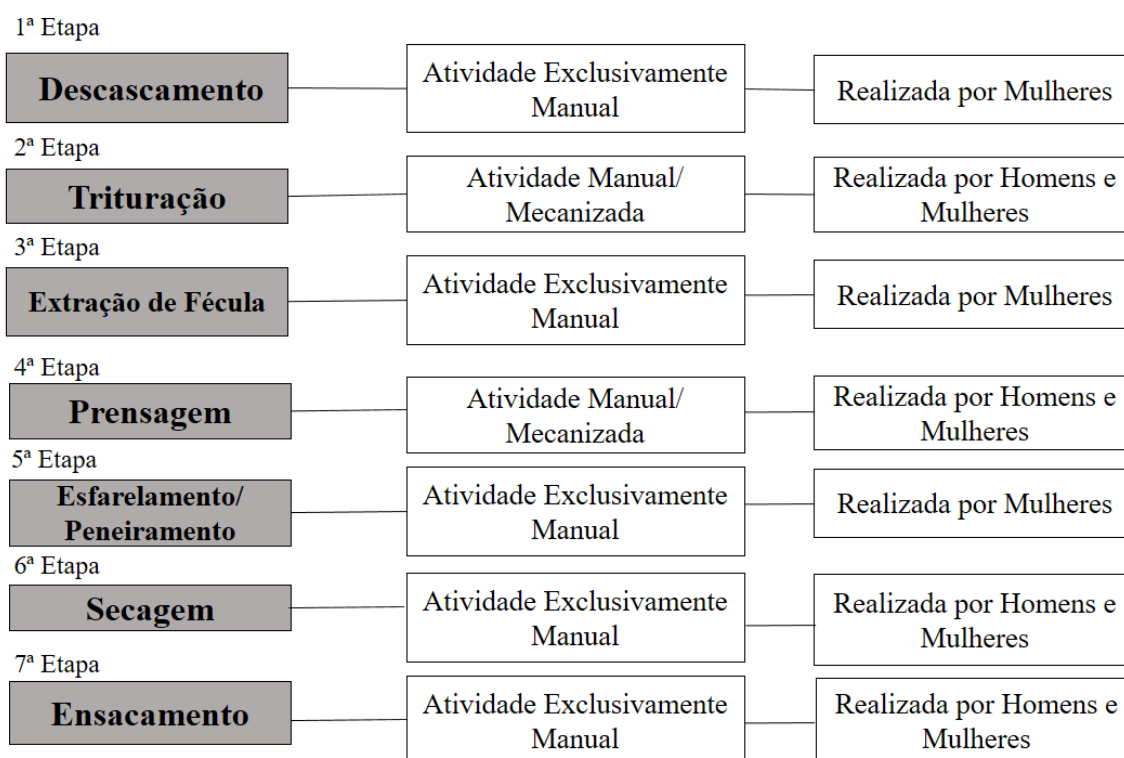 1ª Etapa
Descascamento
Atividade Exclusivamente
Manual
Realizada por Mulheres
2ª Etapa
Trituração
Atividade Manual/
Mecanizada
Realizada por Homens e
Mulheres
3ª Etapa
Extração de Fécula
Atividade Exclusivamente
Manual
Realizada por Mulheres
4ª Etapa
Prensagem
Atividade Manual/
Mecanizada
Realizada por Homens e
Mulheres
5ª Etapa
Esfarelamento/
Peneiramento
Atividade Exclusivamente
Manual
Realizada por Mulheres
6ª Etapa
Secagem
Atividade Exclusivamente
Manual
Realizada por Homens e
Mulheres
7ª Etapa
Ensacamento
Atividade Exclusivamente
Manual
Realizada por Homens e
Mulheres